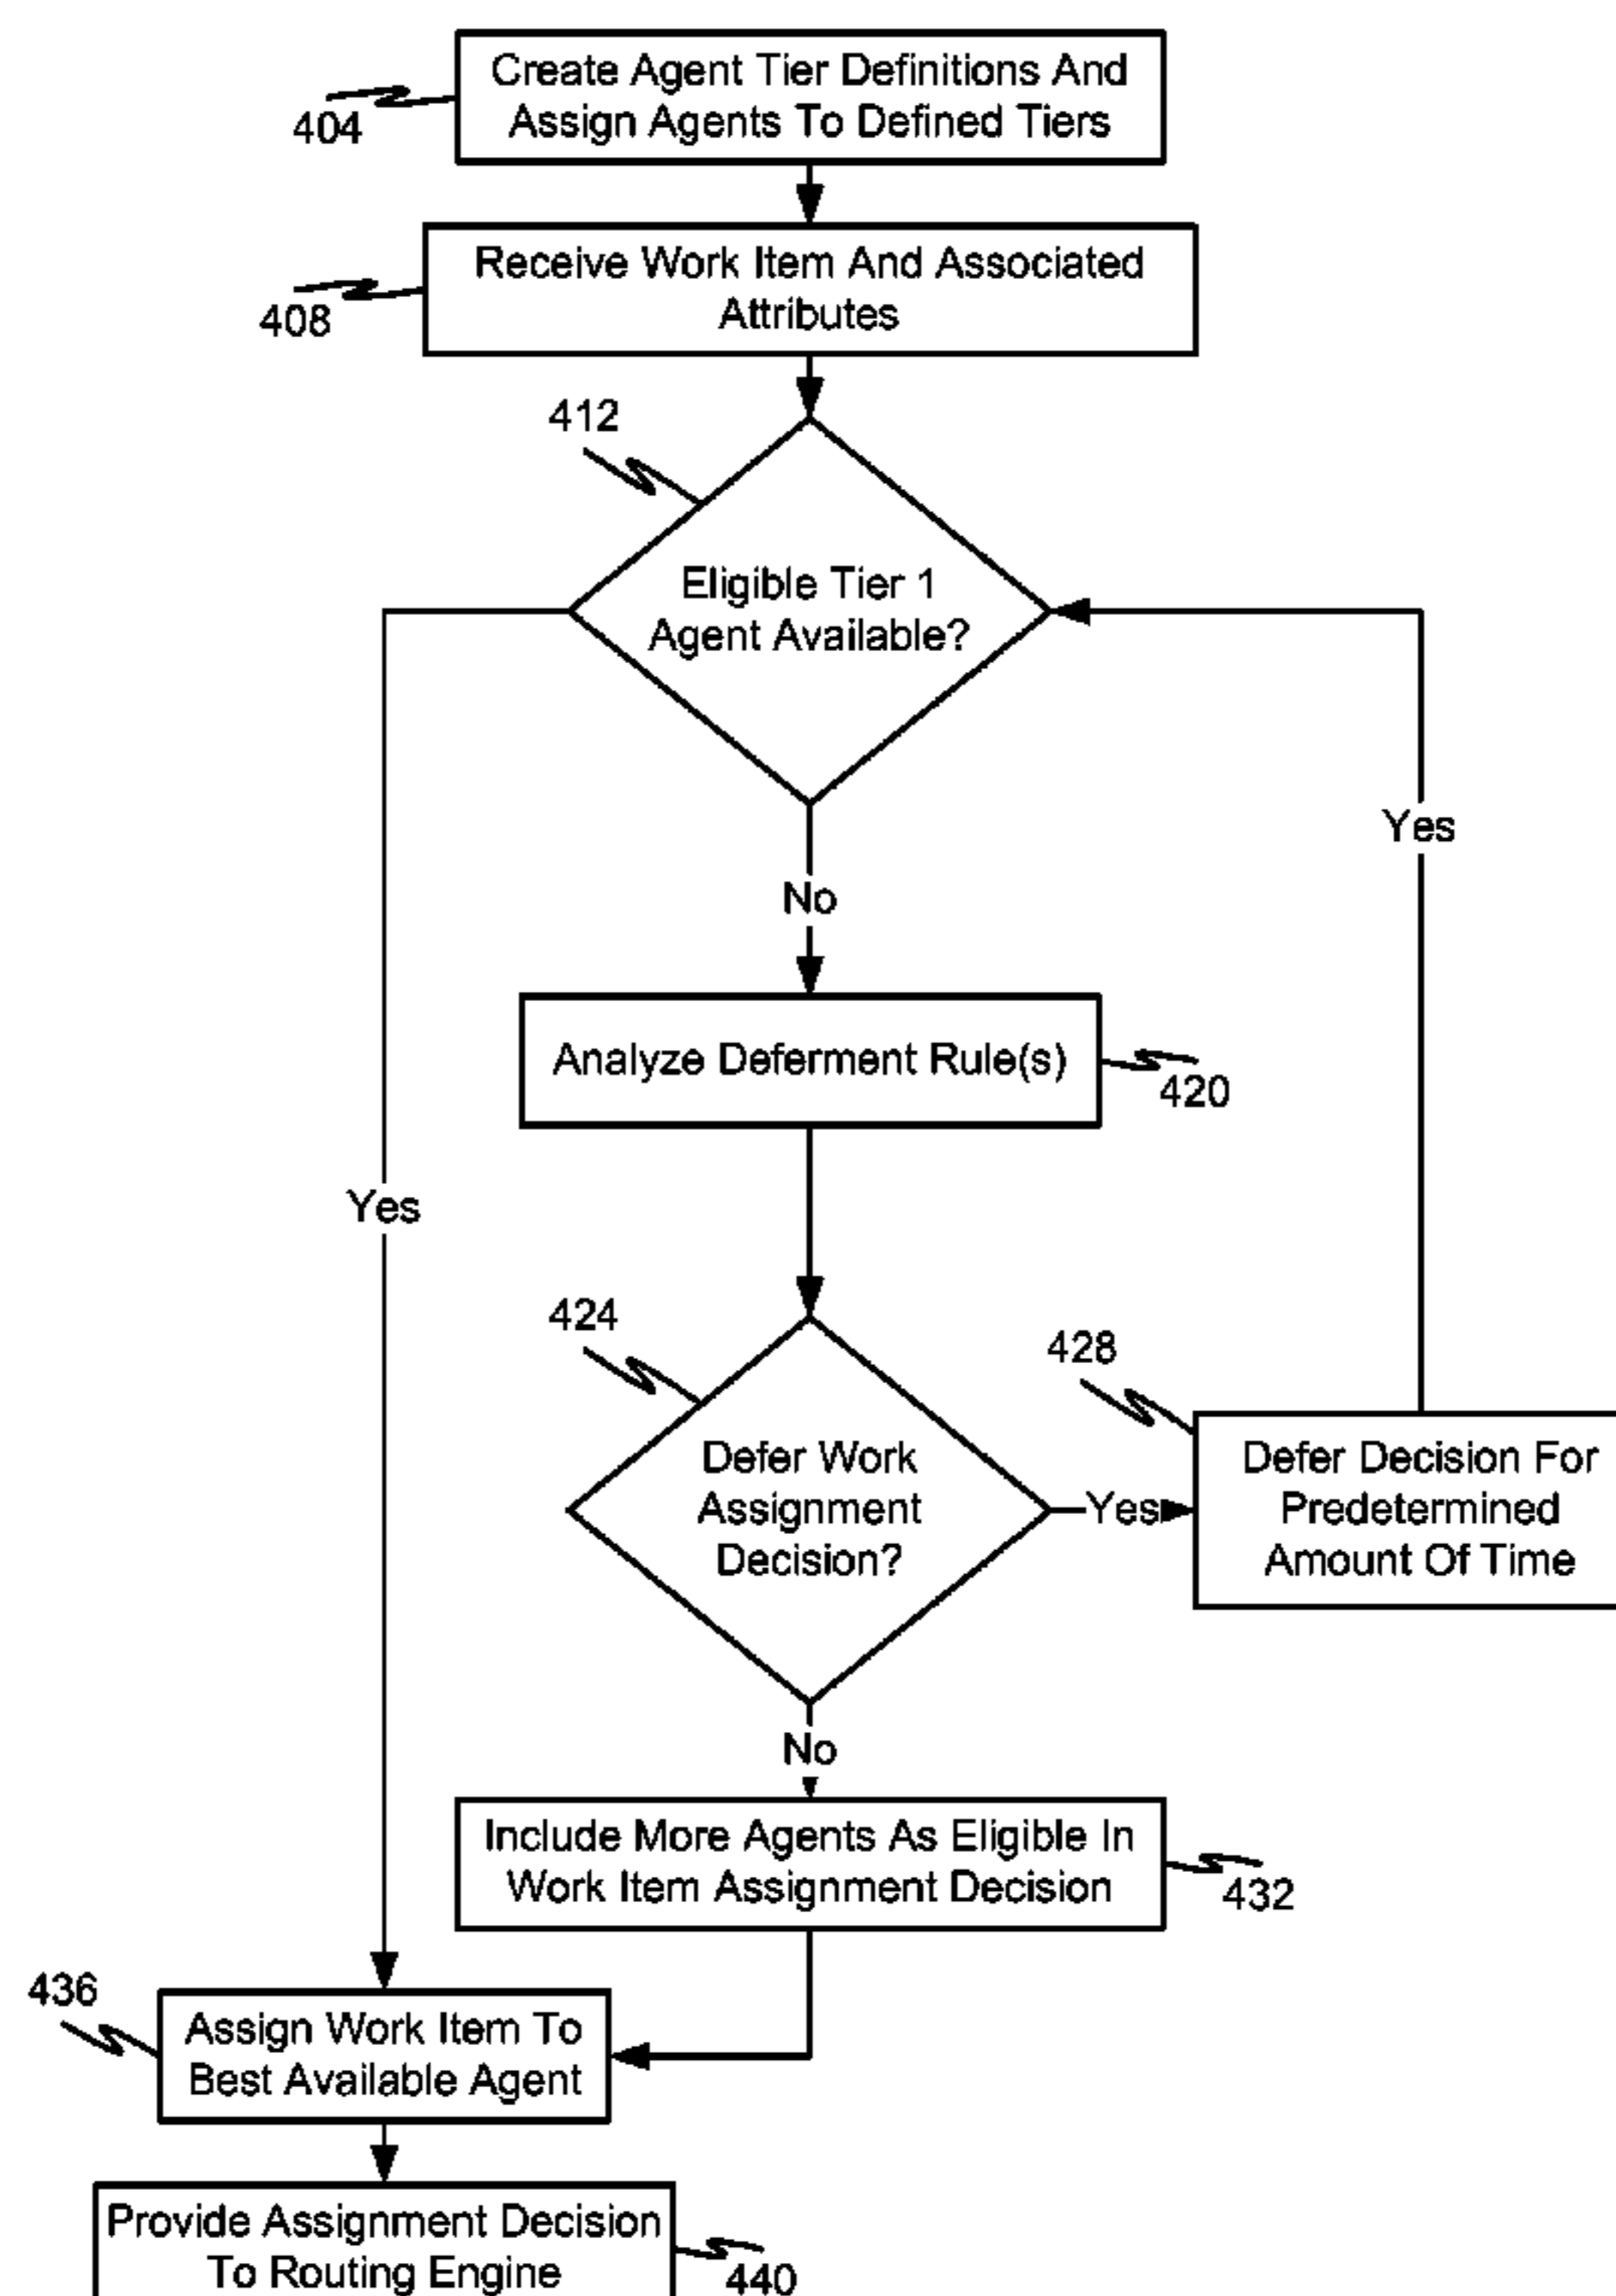 Create Agent Tier Definitions And
Assign Agents To Defined Tiers
404
Receive Work Item And Associated
Attributes
408
412
Eligible Tier 1
Agent Available?
Yes
No
Analyze Deferment Rule(s)
420
Yes
424
428
Defer Work
Assignment
Decision?
Yes
Defer Decision For
Predetermined
Amount Of Time
No
Include More Agents As Eligible In
Work Item Assignment Decision
432
436
Assign Work Item To
Best Available Agent
Provide Assignment Decision
To Routing Engine
440